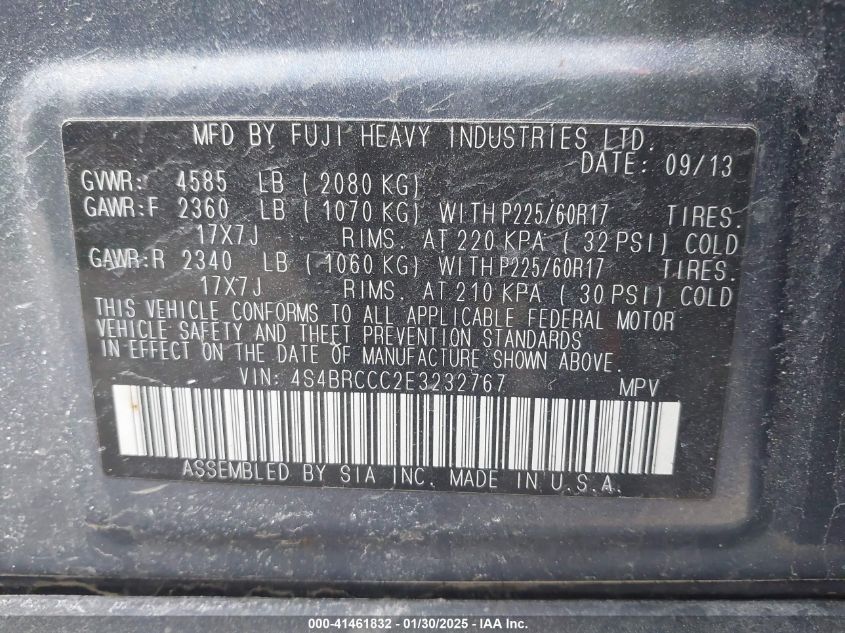 MFD BY FUJI HEAVY INDUSTRIES LTD.
DATE: 09/13
GVWR: 4585 LB ( 2080 KG)
GAWR:F 2360 LB ( 1070 KG) WITH P225/60R17 TIRES.
17X7J RIMS. AT 220 KPA ( 32 PSI) COLD
GAWR:R 2340 LB ( 1060 KG) WITH P225/60R17 TIRES.
17X7J RIMS. AT 210 KPA ( 30 PSI) COLD
THIS VEHICLE CONFORMS TO ALL APPLICABLE FEDERAL MOTOR
VEHICLE SAFETY AND THEFT PREVENTION STANDARDS
IN EFFECT ON THE DATE OF MANUFACTURE SHOWN ABOVE.
VIN: 4S4BRCCC2E3232767 MPV
ASSEMBLED BY SIA INC. MADE IN U.S.A.
000-41461832 - 01/30/2025 - IAAI.com